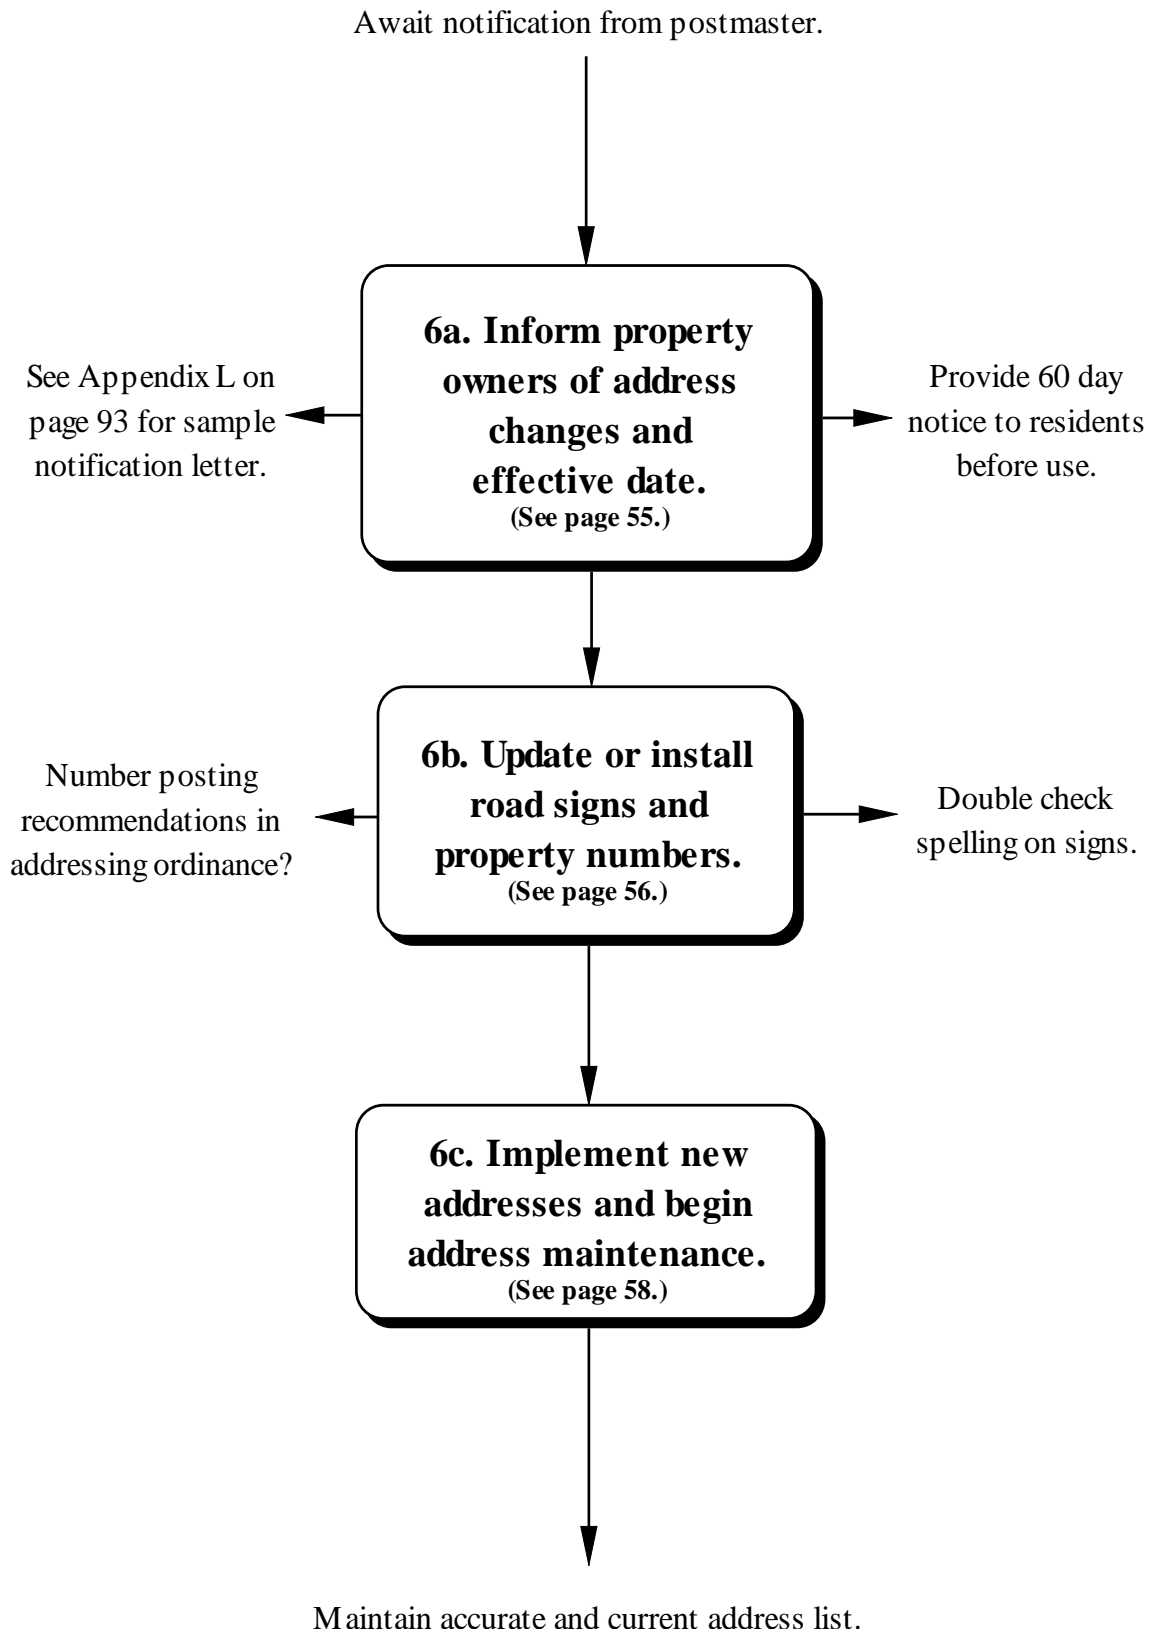 Await notification from postmaster.
6a. Inform property
owners of address
changes and
effective date.
(See page 55.)
See Appendix L on
page 93 for sample
notification letter.
Provide 60 day
notice to residents
before use.
6b. Update or install
road signs and
property numbers.
(See page 56.)
Number posting
recommendations in
addressing ordinance?
Double check
spelling on signs.
6c. Implement new
addresses and begin
address maintenance.
(See page 58.)
Maintain accurate and current address list.